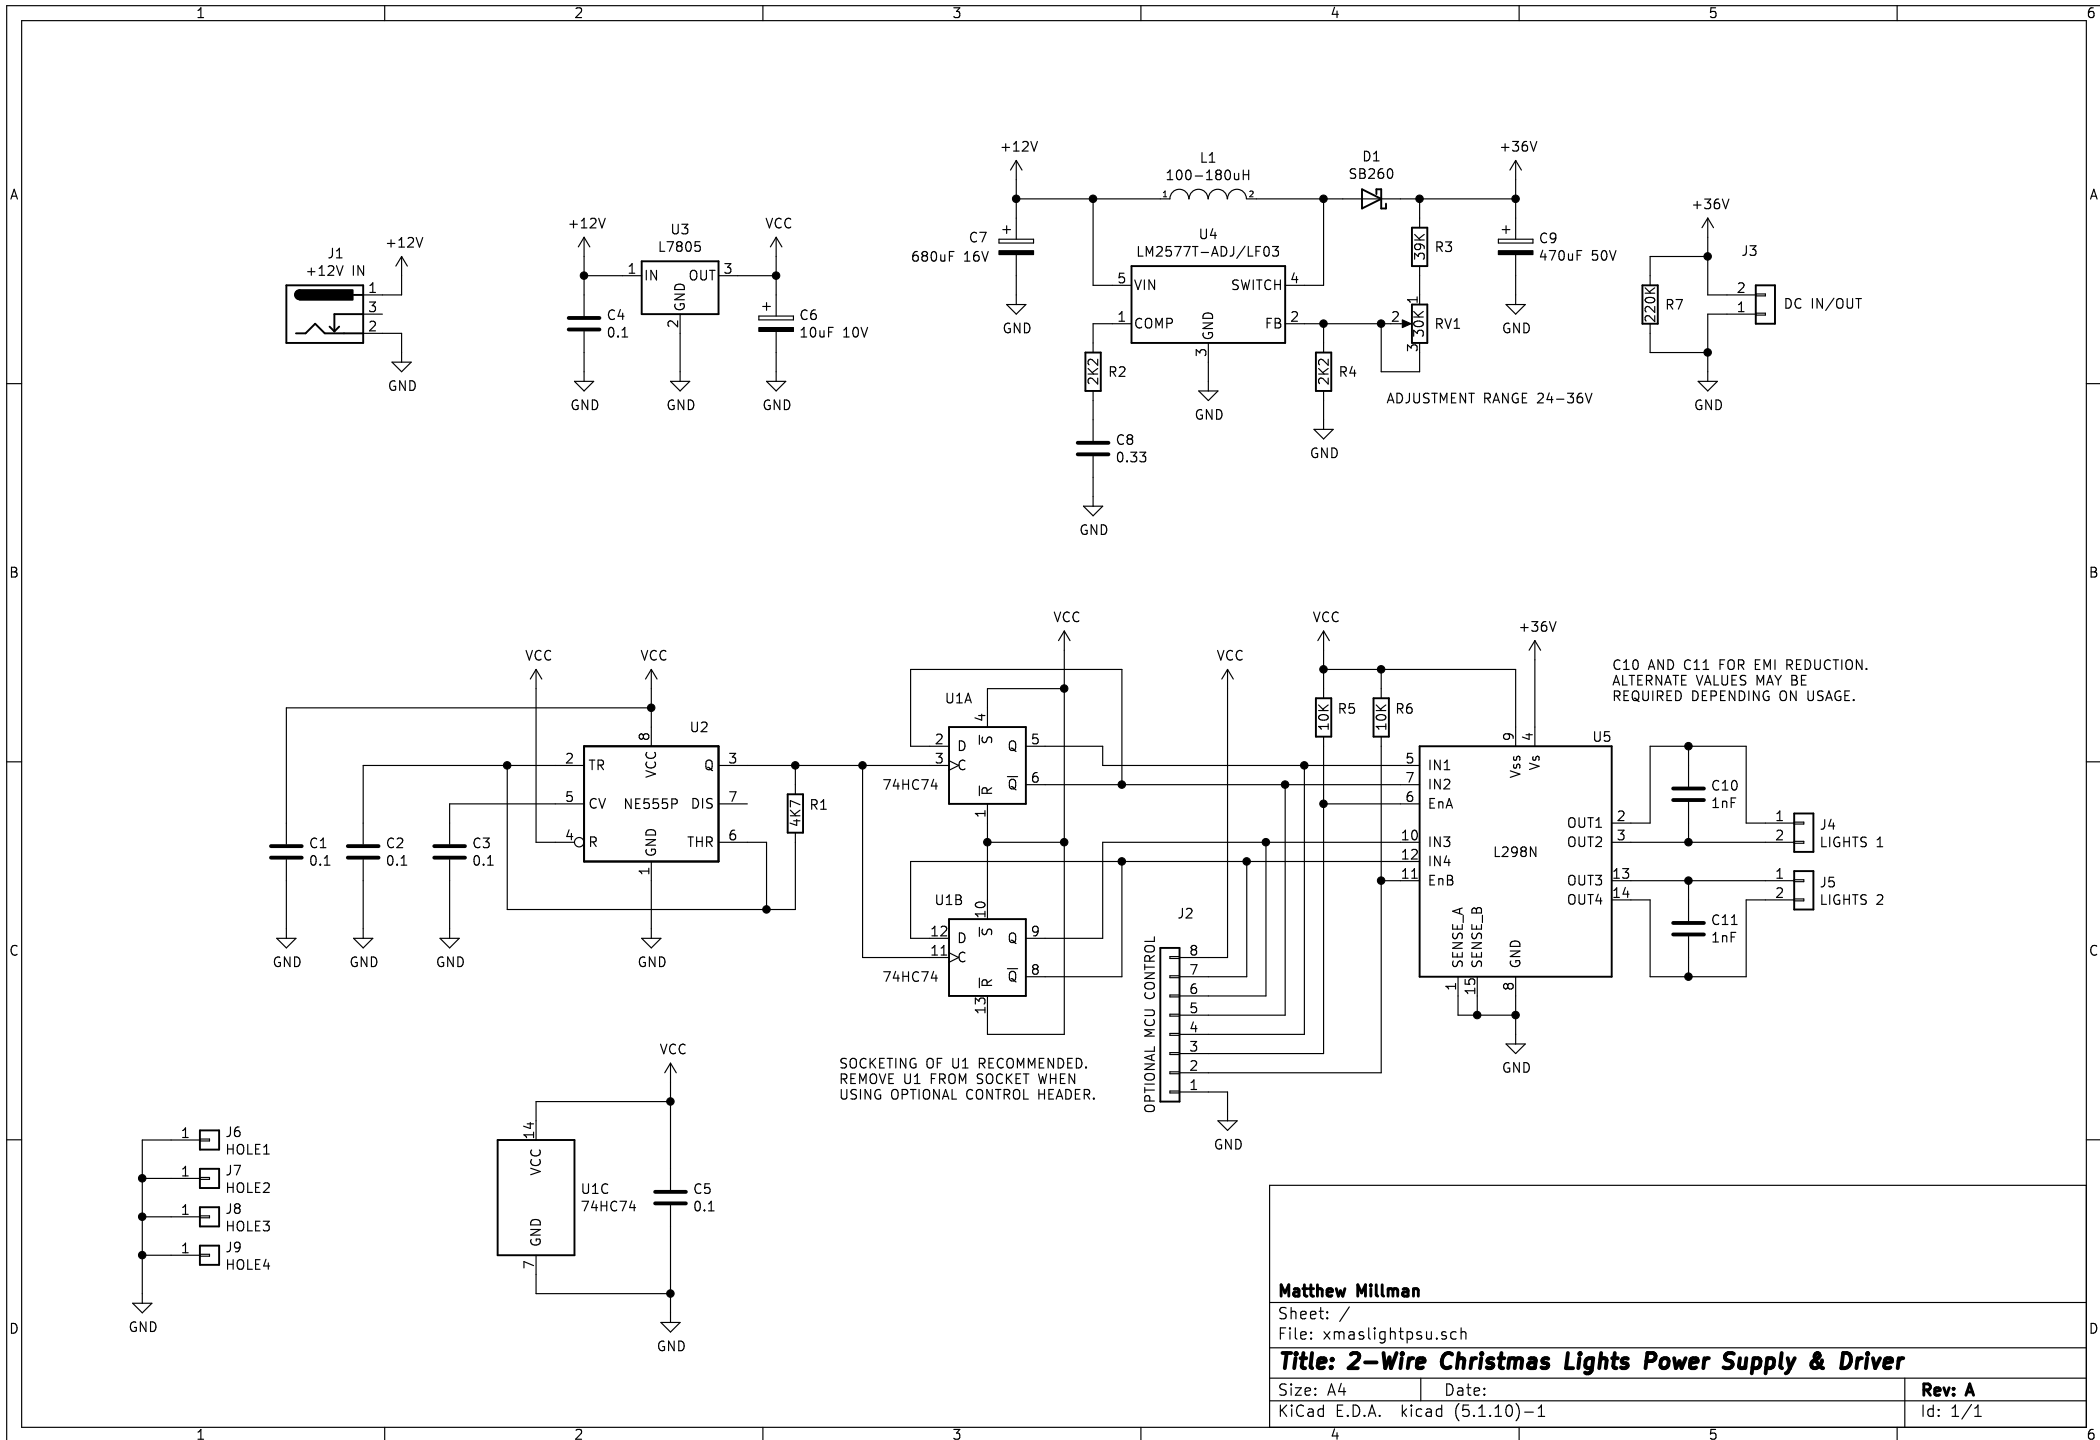 1 2 3 4 5 6
A A
B B
C C
D D
1 2 3 4 5 6
J1
+12V IN
+12V
1
3
2
GND
+12V
U3
L7805
VCC
1 IN OUT 3
GND
2
C4
0.1
C6
10uF 10V
+
GND
GND
GND
+12V
L1
100-180uH
1 2
D1
SB260
+36V
+
C7
680uF 16V
GND
U4
LM2577T-ADJ/LF03
5 VIN SWITCH 4
1 COMP GND FB 2
3
2K2 R2
C8
0.33
GND
GND
2K2 R4
GND
39K R3
1
2 30K RV1
3
+
C9
470uF 50V
GND
ADJUSTMENT RANGE 24-36V
+36V
J3
220K R7
2
1
DC IN/OUT
GND
VCC
VCC
U2
8
2 TR VCC Q 3
5 CV NE555P DIS 7
4 R GND THR 6
1
4K7 R1
C1
0.1
C2
0.1
C3
0.1
GND
GND
GND
GND
VCC
U1A
4
2 D S Q 5
3 C
74HC74
R Q 6
1
U1B
10
12 D S Q 9
11 C
74HC74
R Q 8
13
SOCKETING OF U1 RECOMMENDED.
REMOVE U1 FROM SOCKET WHEN
USING OPTIONAL CONTROL HEADER.
VCC
J2
OPTIONAL MCU CONTROL
8
7
6
5
4
3
2
1
GND
VCC
10K R5
10K R6
+36V
C10 AND C11 FOR EMI REDUCTION.
ALTERNATE VALUES MAY BE
REQUIRED DEPENDING ON USAGE.
U5
9 4
Vss Vs
5 IN1
7 IN2
6 EnA
10 IN3
12 IN4
11 EnB
L298N
OUT1 2
OUT2 3
OUT3 13
OUT4 14
SENSE_A
SENSE_B
GND
1 15 8
GND
C10
1nF
1
2
J4
LIGHTS 1
C11
1nF
1
2
J5
LIGHTS 2
1 J6
HOLE1
1 J7
HOLE2
1 J8
HOLE3
1 J9
HOLE4
GND
VCC
14
VCC
U1C
74HC74
GND
7
C5
0.1
GND
Matthew Millman
Sheet: /
File: xmaslightpsu.sch
Title: 2-Wire Christmas Lights Power Supply & Driver
Size: A4 Date: Rev: A
KiCad E.D.A. kicad (5.1.10)-1 Id: 1/1